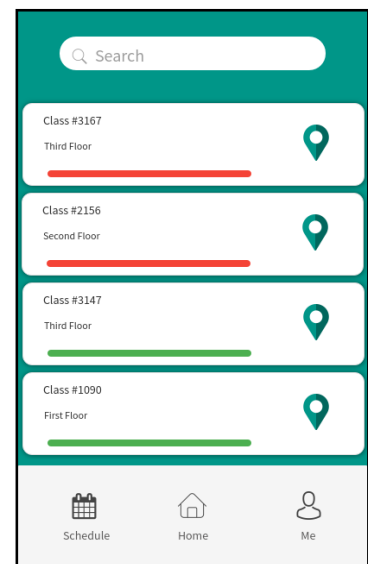 Search
Class #3167
Third Floor
Class #2156
Second Floor
Class #3147
Third Floor
Class #1090
First Floor
Schedule
Home
Me